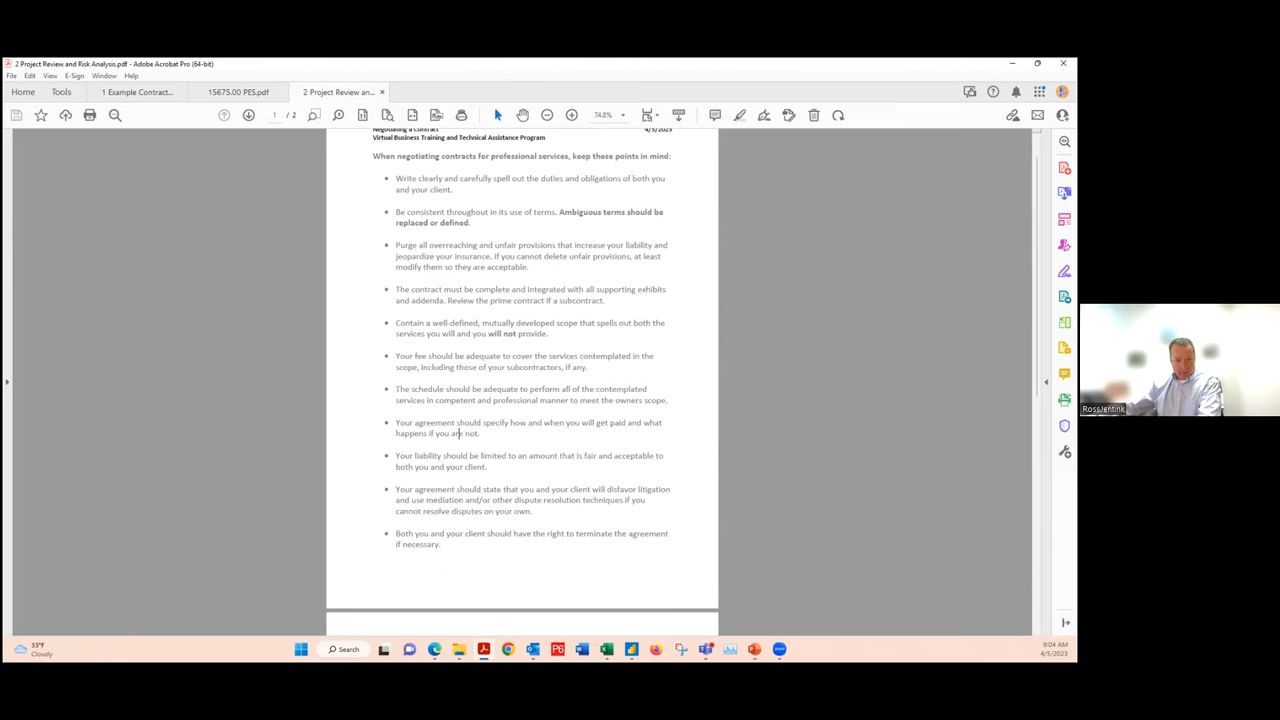 2 Project Review and Risk Analysis.pdf - Adobe Acrobat Pro (64-bit)
File Edit View E-Sign Window Help
Home Tools 1 Example Contract... 15675.00 PES.pdf 2 Project Review an...
1 / 2 74.8%
Negotiating a Contract 4/5/2023
Virtual Business Training and Technical Assistance Program
When negotiating contracts for professional services, keep these points in mind:
• Write clearly and carefully spell out the duties and obligations of both you
and your client.
• Be consistent throughout in its use of terms. Ambiguous terms should be
replaced or defined.
• Purge all overreaching and unfair provisions that increase your liability and
jeopardize your insurance. If you cannot delete unfair provisions, at least
modify them so they are acceptable.
• The contract must be complete and integrated with all supporting exhibits
and addenda. Review the prime contract if a subcontract.
• Contain a well-defined, mutually developed scope that spells out both the
services you will and you will not provide.
• Your fee should be adequate to cover the services contemplated in the
scope, including those of your subcontractors, if any.
• The schedule should be adequate to perform all of the contemplated
services in competent and professional manner to meet the owners scope.
• Your agreement should specify how and when you will get paid and what
happens if you are not.
• Your liability should be limited to an amount that is fair and acceptable to
both you and your client.
• Your agreement should state that you and your client will disfavor litigation
and use mediation and/or other dispute resolution techniques if you
cannot resolve disputes on your own.
• Both you and your client should have the right to terminate the agreement
if necessary.
RossJentink
33°F
Cloudy
Search
P6
9:04 AM
4/5/2023